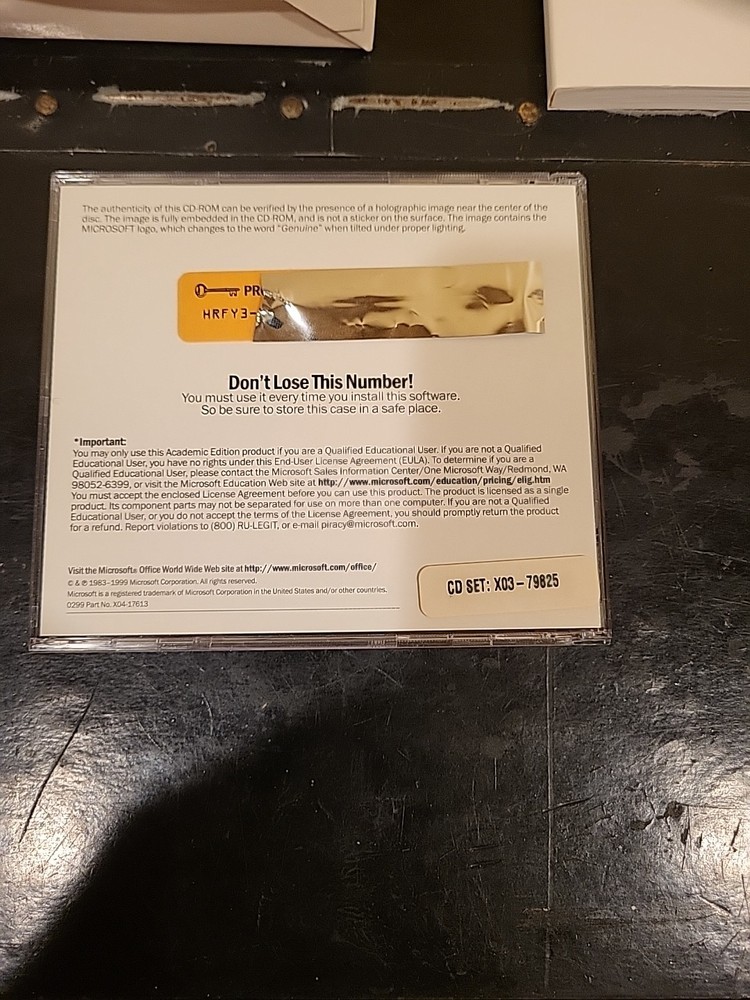 The authenticity of this CD-ROM can be verified by the presence of a holographic image near the center of the
disc. The image is fully embedded in the CD-ROM, and is not a sticker on the surface. The image contains the
MICROSOFT logo, which changes to the word "Genuine" when tilted under proper lighting.
PR
HRFY3-
Don't Lose This Number!
You must use it every time you install this software.
So be sure to store this case in a safe place.
*Important:
You may only use this Academic Edition product if you are a Qualified Educational User. If you are not a Qualified
Educational User, you have no rights under this End-User License Agreement (EULA). To determine if you are a
Qualified Educational User, please contact the Microsoft Sales Information Center/One Microsoft Way/Redmond, WA
98052-6399, or visit the Microsoft Education Web site at http://www.microsoft.com/education/pricing/elig.htm
You must accept the enclosed License Agreement before you can use this product. The product is licensed as a single
product. Its component parts may not be separated for use on more than one computer. If you are not a Qualified
Educational User, or you do not accept the terms of the License Agreement, you should promptly return the product
for a refund. Report violations to (800) RU-LEGIT, or e-mail piracy@microsoft.com.
Visit the Microsoft® Office World Wide Web site at http://www.microsoft.com/office/
© & ℗ 1983-1999 Microsoft Corporation. All rights reserved.
Microsoft is a registered trademark of Microsoft Corporation in the United States and/or other countries.
0299 Part No. X04-17613
CD SET: X03-79825